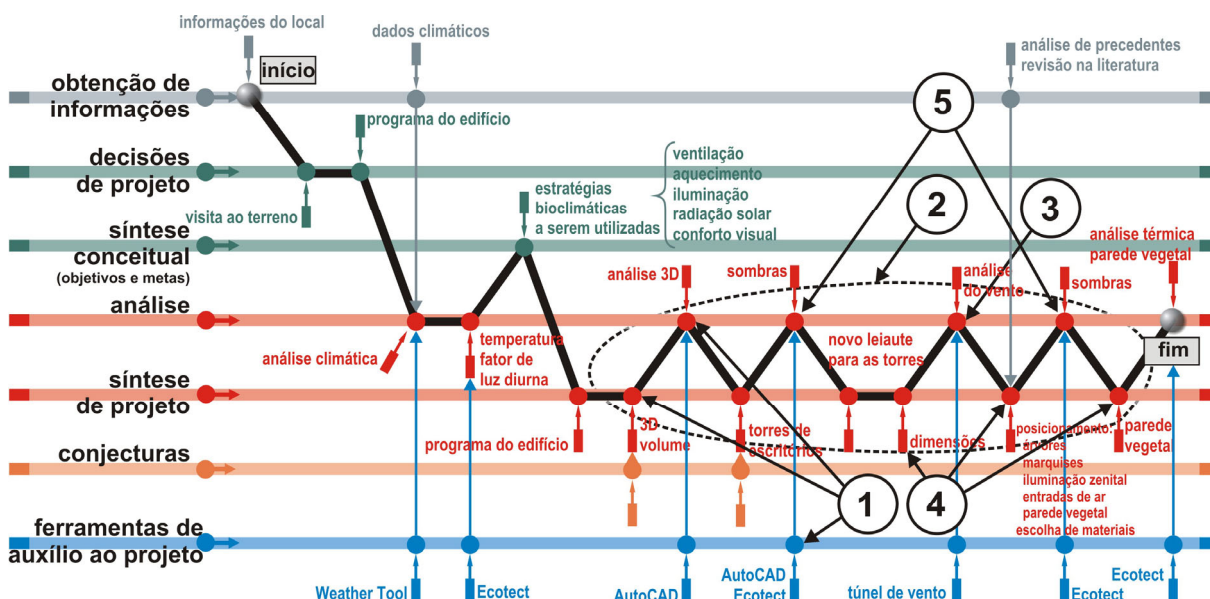 informações do local
início
dados climáticos
análise de precedentes
revisão na literatura
obtenção de
informações
programa do edifício
5
decisões
de projeto
visita ao terreno
estratégias
bioclimáticas
a serem utilizadas
ventilação
aquecimento
iluminação
radiação solar
conforto visual
2
3
síntese
conceitual
(objetivos e metas)
análise 3D
sombras
análise
do vento
sombras
análise térmica
parede vegetal
análise
análise climática
temperatura
fator de
luz diurna
novo leiaute
para as torres
fim
síntese
de projeto
programa do edifício
3D
volume
torres de
escritórios
dimensões
posicionamento:
árvores
marquises
iluminação zenital
entradas de ar
parede vegetal
escolha de materiais
parede
vegetal
conjecturas
1
4
ferramentas de
auxílio ao projeto
Weather Tool
Ecotect
AutoCAD
AutoCAD
Ecotect
túnel de vento
Ecotect
Ecotect